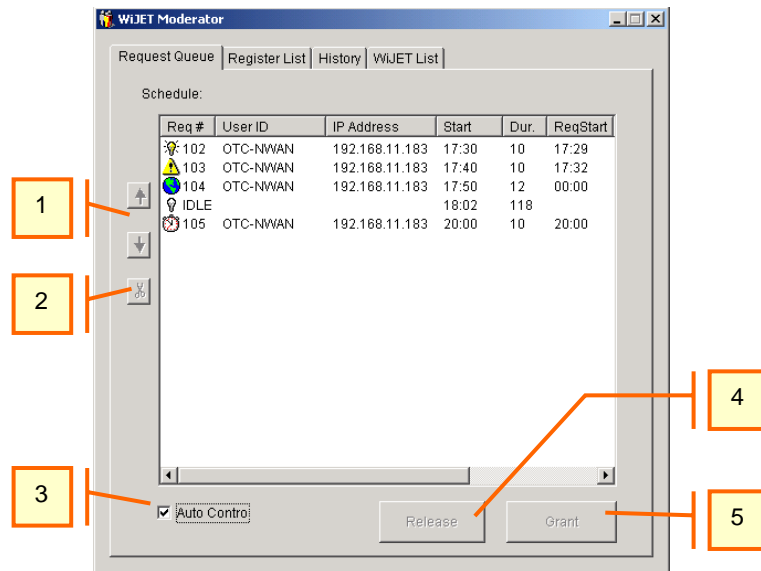 WiJET Moderator
Request Queue Register List History WiJET List
Schedule:
Req # User ID IP Address Start Dur. ReqStart
102 OTC-NWAN 192.168.11.183 17:30 10 17:29
103 OTC-NWAN 192.168.11.183 17:40 10 17:32
104 OTC-NWAN 192.168.11.183 17:50 12 00:00
IDLE 18:02 118
105 OTC-NWAN 192.168.11.183 20:00 10 20:00
1
2
4
3
Auto Control
Release
Grant
5